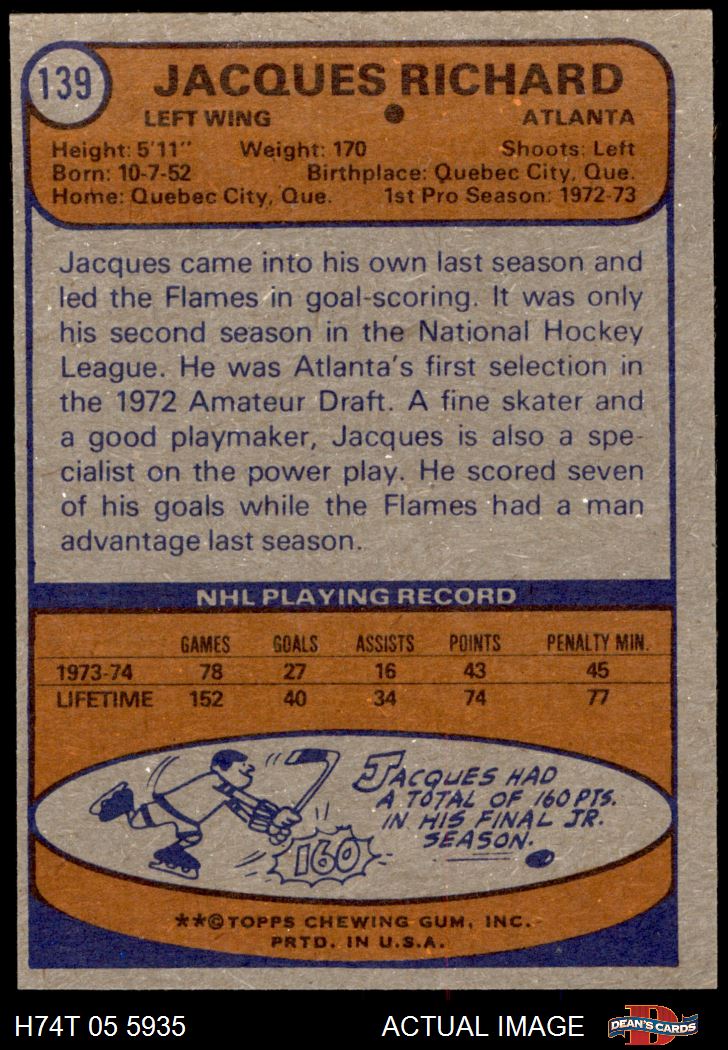 139
JACQUES RICHARD
LEFT WING ATLANTA
Height: 5'11" Weight: 170 Shoots: Left
Born: 10-7-52 Birthplace: Quebec City, Que.
Home: Quebec City, Que. 1st Pro Season: 1972-73
Jacques came into his own last season and
led the Flames in goal-scoring. It was only
his second season in the National Hockey
League. He was Atlanta's first selection in
the 1972 Amateur Draft. A fine skater and
a good playmaker, Jacques is also a spe-
cialist on the power play. He scored seven
of his goals while the Flames had a man
advantage last season.
NHL PLAYING RECORD
GAMES GOALS ASSISTS POINTS PENALTY MIN.
1973-74 78 27 16 43 45
LIFETIME 152 40 34 74 77
JACQUES HAD
A TOTAL OF 160 PTS.
IN HIS FINAL JR.
SEASON.
160
**©TOPPS CHEWING GUM, INC.
PRTD. IN U.S.A.
H74T 05 5935 ACTUAL IMAGE
D
DEAN'S CARDS